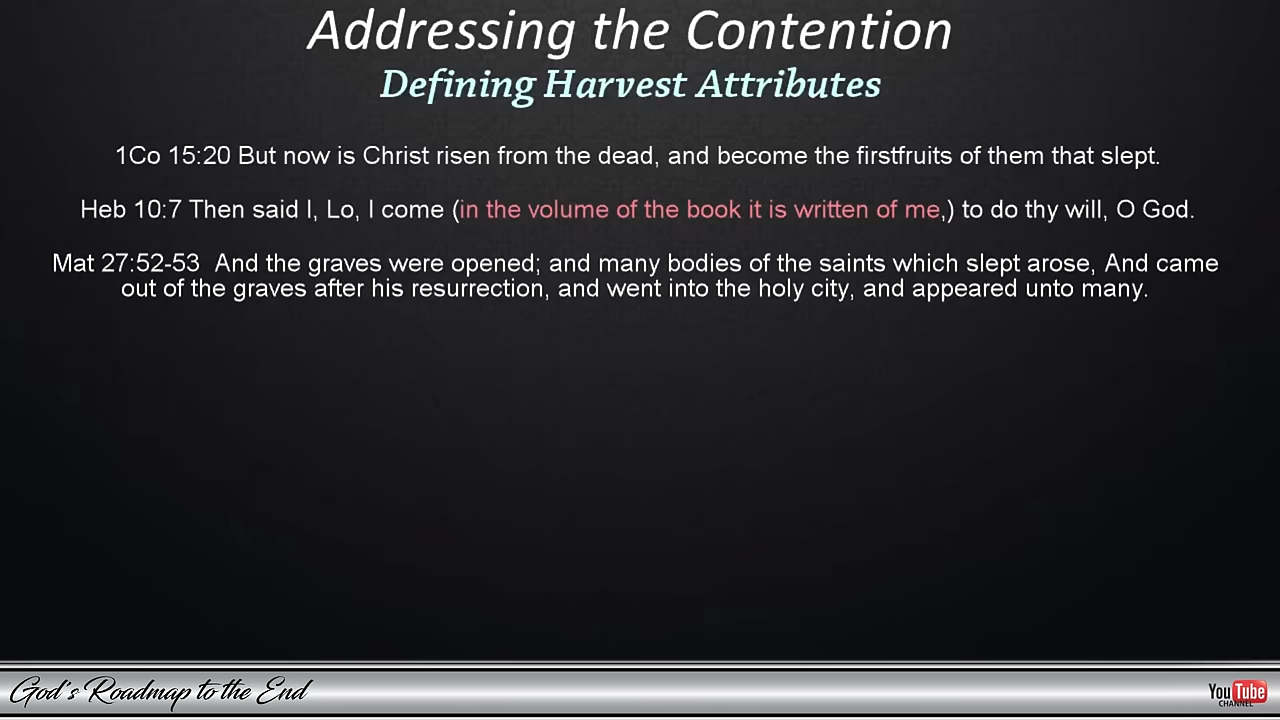 Addressing the Contention
Defining Harvest Attributes
1Co 15:20 But now is Christ risen from the dead, and become the firstfruits of them that slept.
Heb 10:7 Then said I, Lo, I come (in the volume of the book it is written of me,) to do thy will, O God.
Mat 27:52-53  And the graves were opened; and many bodies of the saints which slept arose, And came
out of the graves after his resurrection, and went into the holy city, and appeared unto many.
God's Roadmap to the End
YouTube
CHANNEL